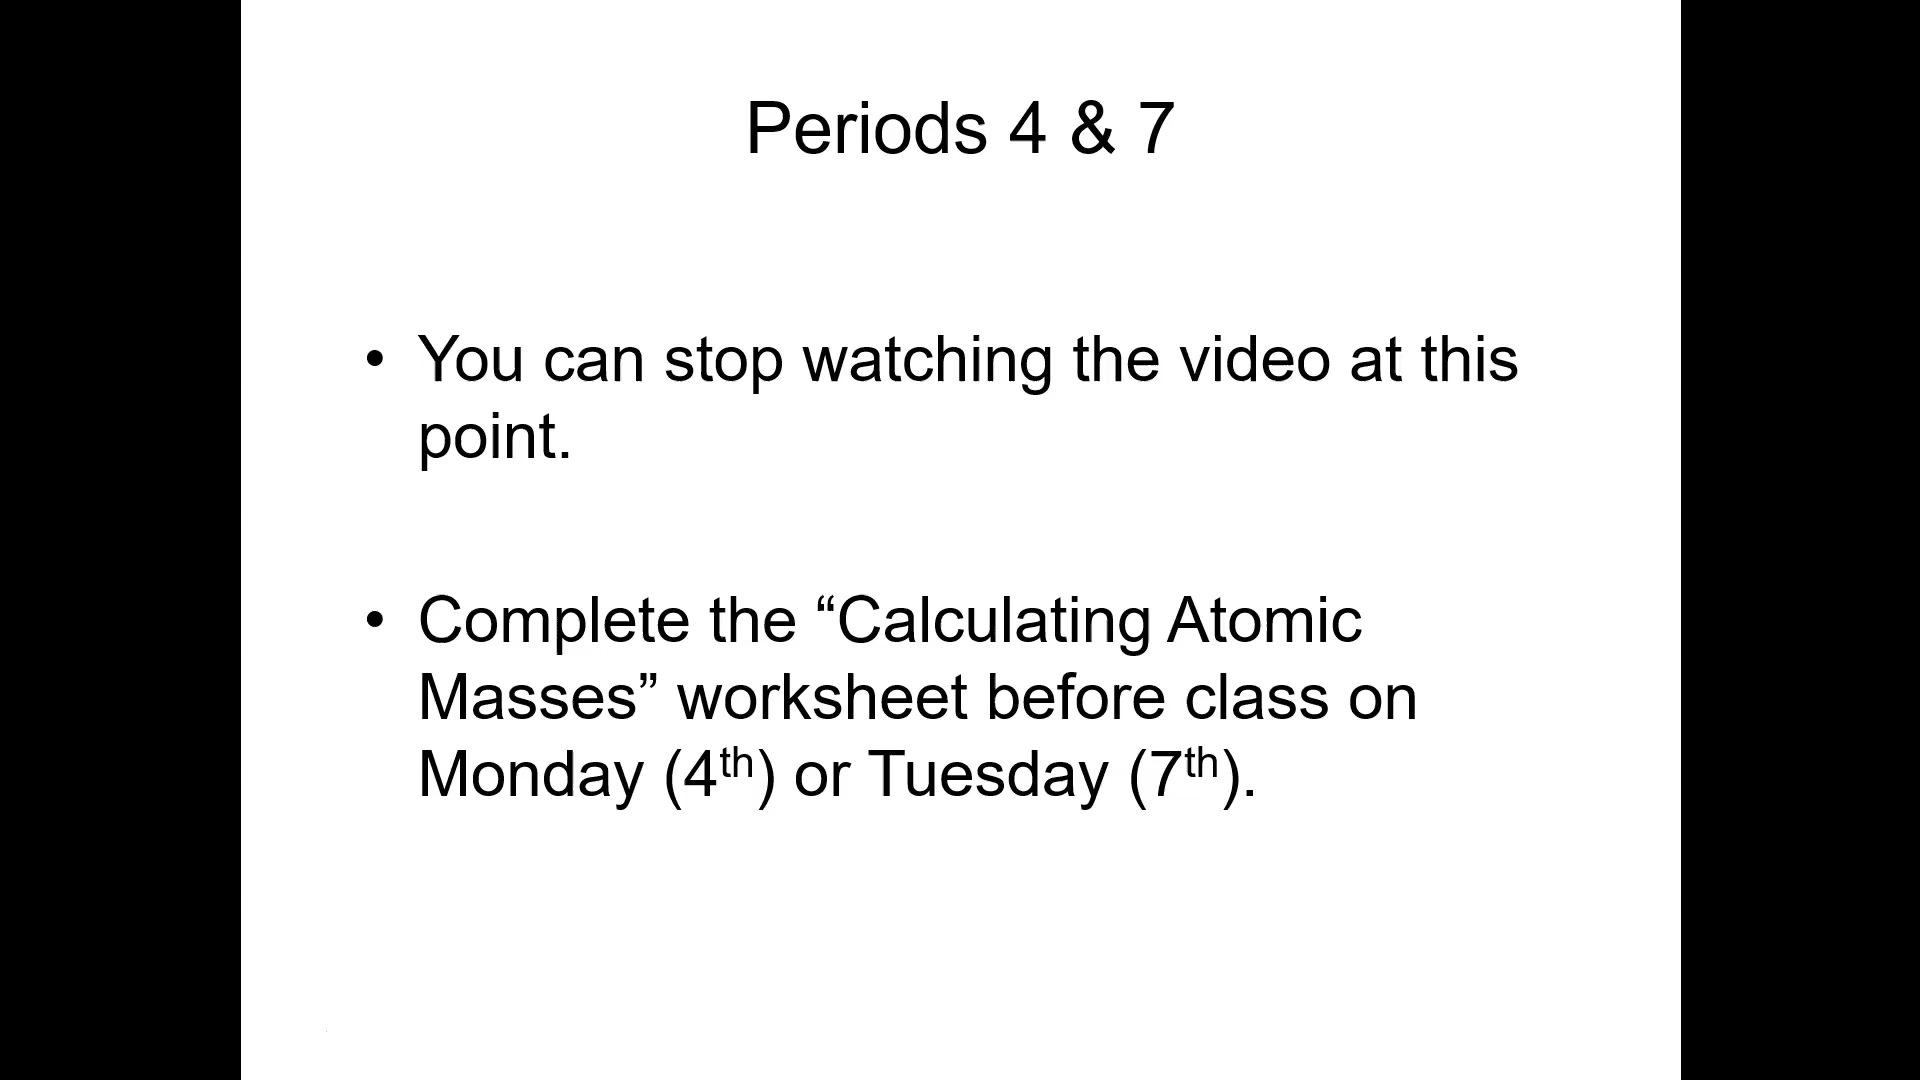 Periods 4 & 7
• You can stop watching the video at this
point.
• Complete the “Calculating Atomic
Masses” worksheet before class on
Monday (4th) or Tuesday (7th).